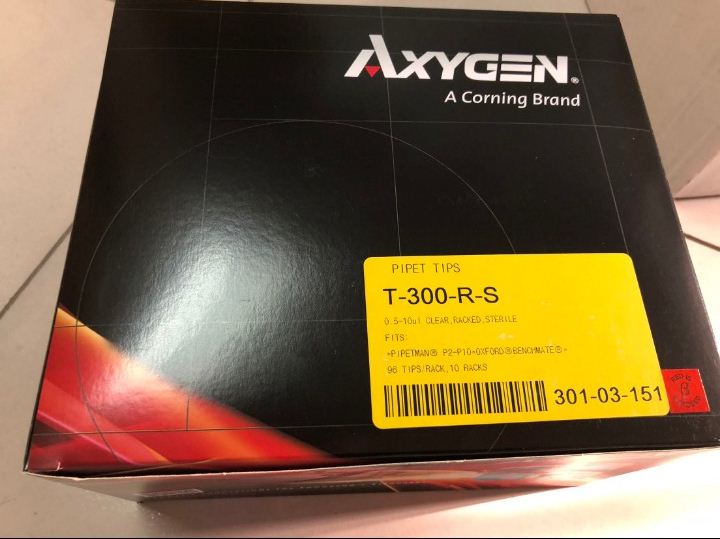 AXYGEN®
A Corning Brand
PIPET TIPS
T-300-R-S
0.5-10ul CLEAR,RACKED,STERILE
FITS:
*PIPETMAN® P2-P10*OXFORD®BENCHMATE®*
96 TIPS/RACK,10 RACKS
301-03-151